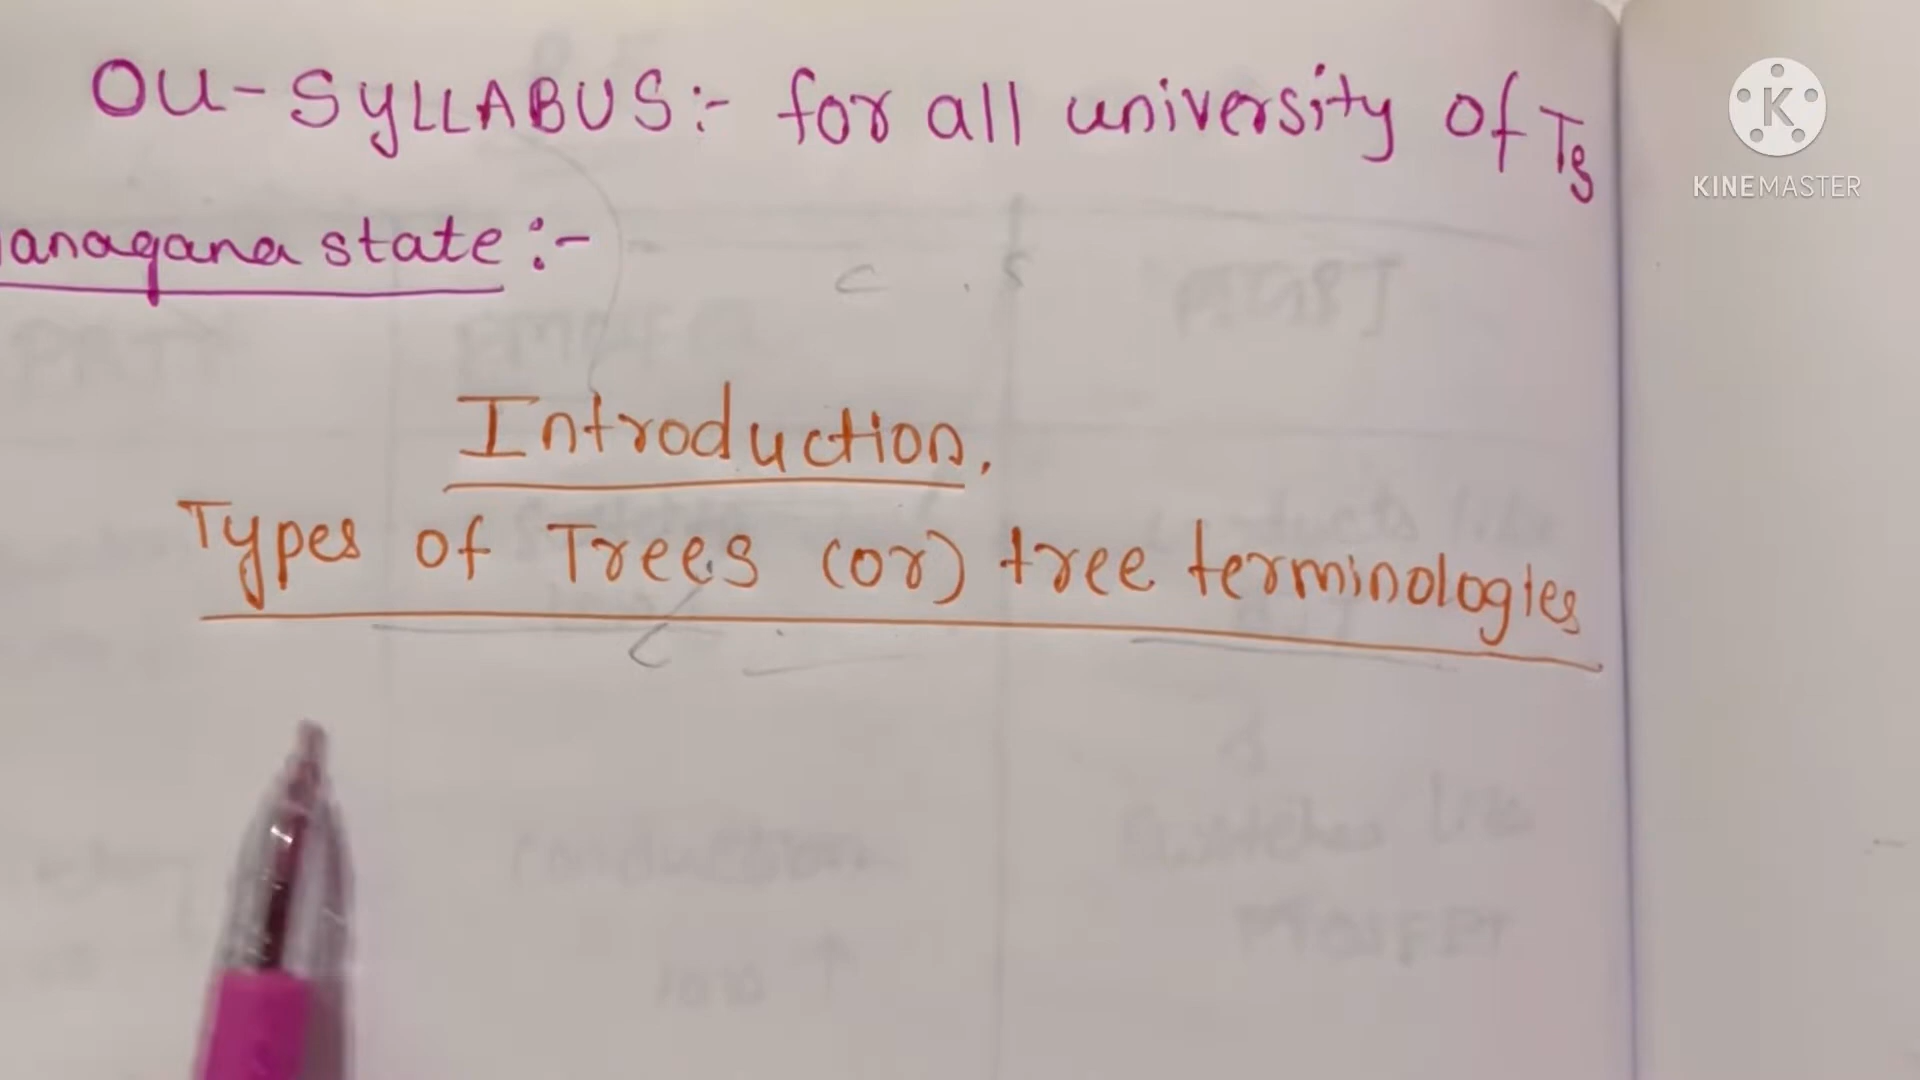 OU-SYLLABUS:- for all university of Ts
anagana state:-
Introduction.
Types of Trees (or) tree terminologies
KINEMASTER